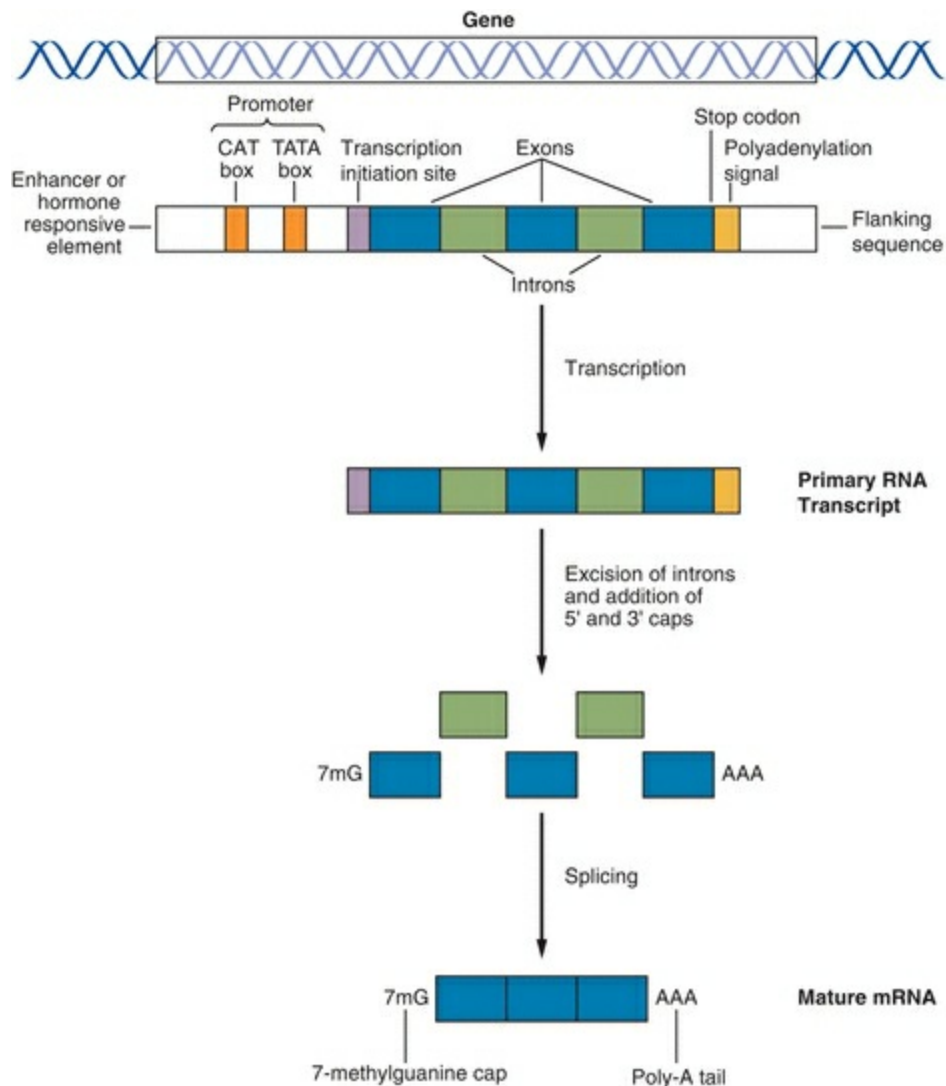 Gene
Promoter
CAT
box
TATA
box
Transcription
initiation site
Exons
Stop codon
Polyadenylation
signal
Enhancer or
hormone
responsive
element
Flanking
sequence
Introns
Transcription
Primary RNA
Transcript
Excision of introns
and addition of
5' and 3' caps
7mG
AAA
Splicing
7mG
AAA
Mature mRNA
7-methylguanine cap
Poly-A tail